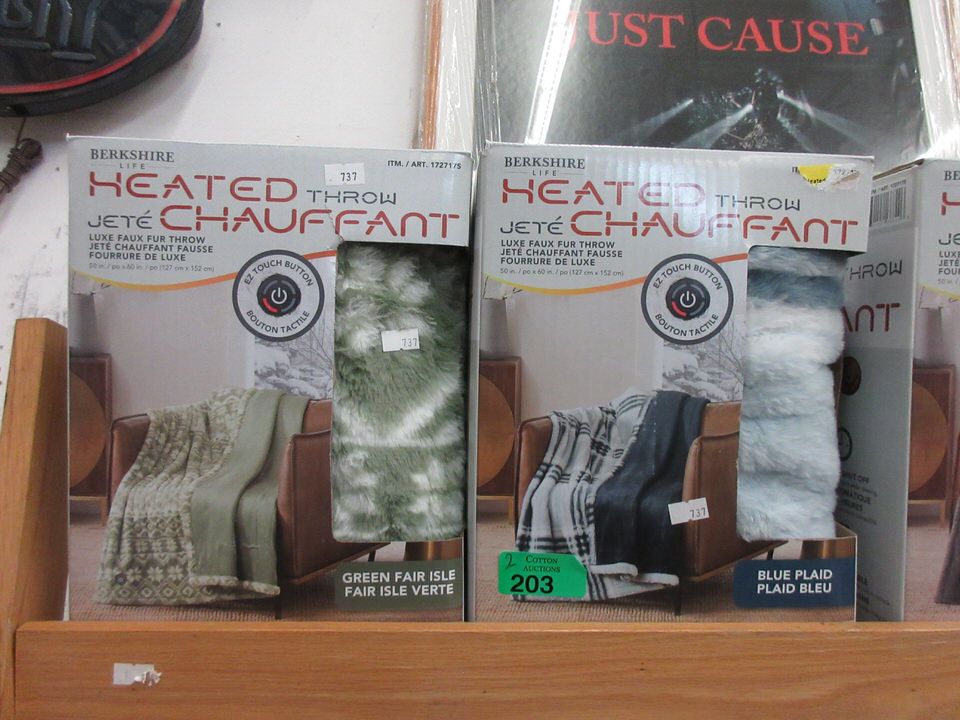 JUST CAUSE
BERKSHIRE
LIFE
ITM. / ART. 1727175
737
HEATED THROW
JETÉ CHAUFFANT
LUXE FAUX FUR THROW
JETÉ CHAUFFANT FAUSSE
FOURRURE DE LUXE
50 in. / po x 60 in. / po (127 cm x 152 cm)
EZ TOUCH BUTTON
BOUTON TACTILE
737
GREEN FAIR ISLE
FAIR ISLE VERTE
BERKSHIRE
LIFE
HEATED THROW
JETÉ CHAUFFANT
LUXE FAUX FUR THROW
JETÉ CHAUFFANT FAUSSE
FOURRURE DE LUXE
50 in. / po x 60 in. / po (127 cm x 152 cm)
EZ TOUCH BUTTON
BOUTON TACTILE
737
2 COTTON
AUCTIONS
203
BLUE PLAID
PLAID BLEU
THROW